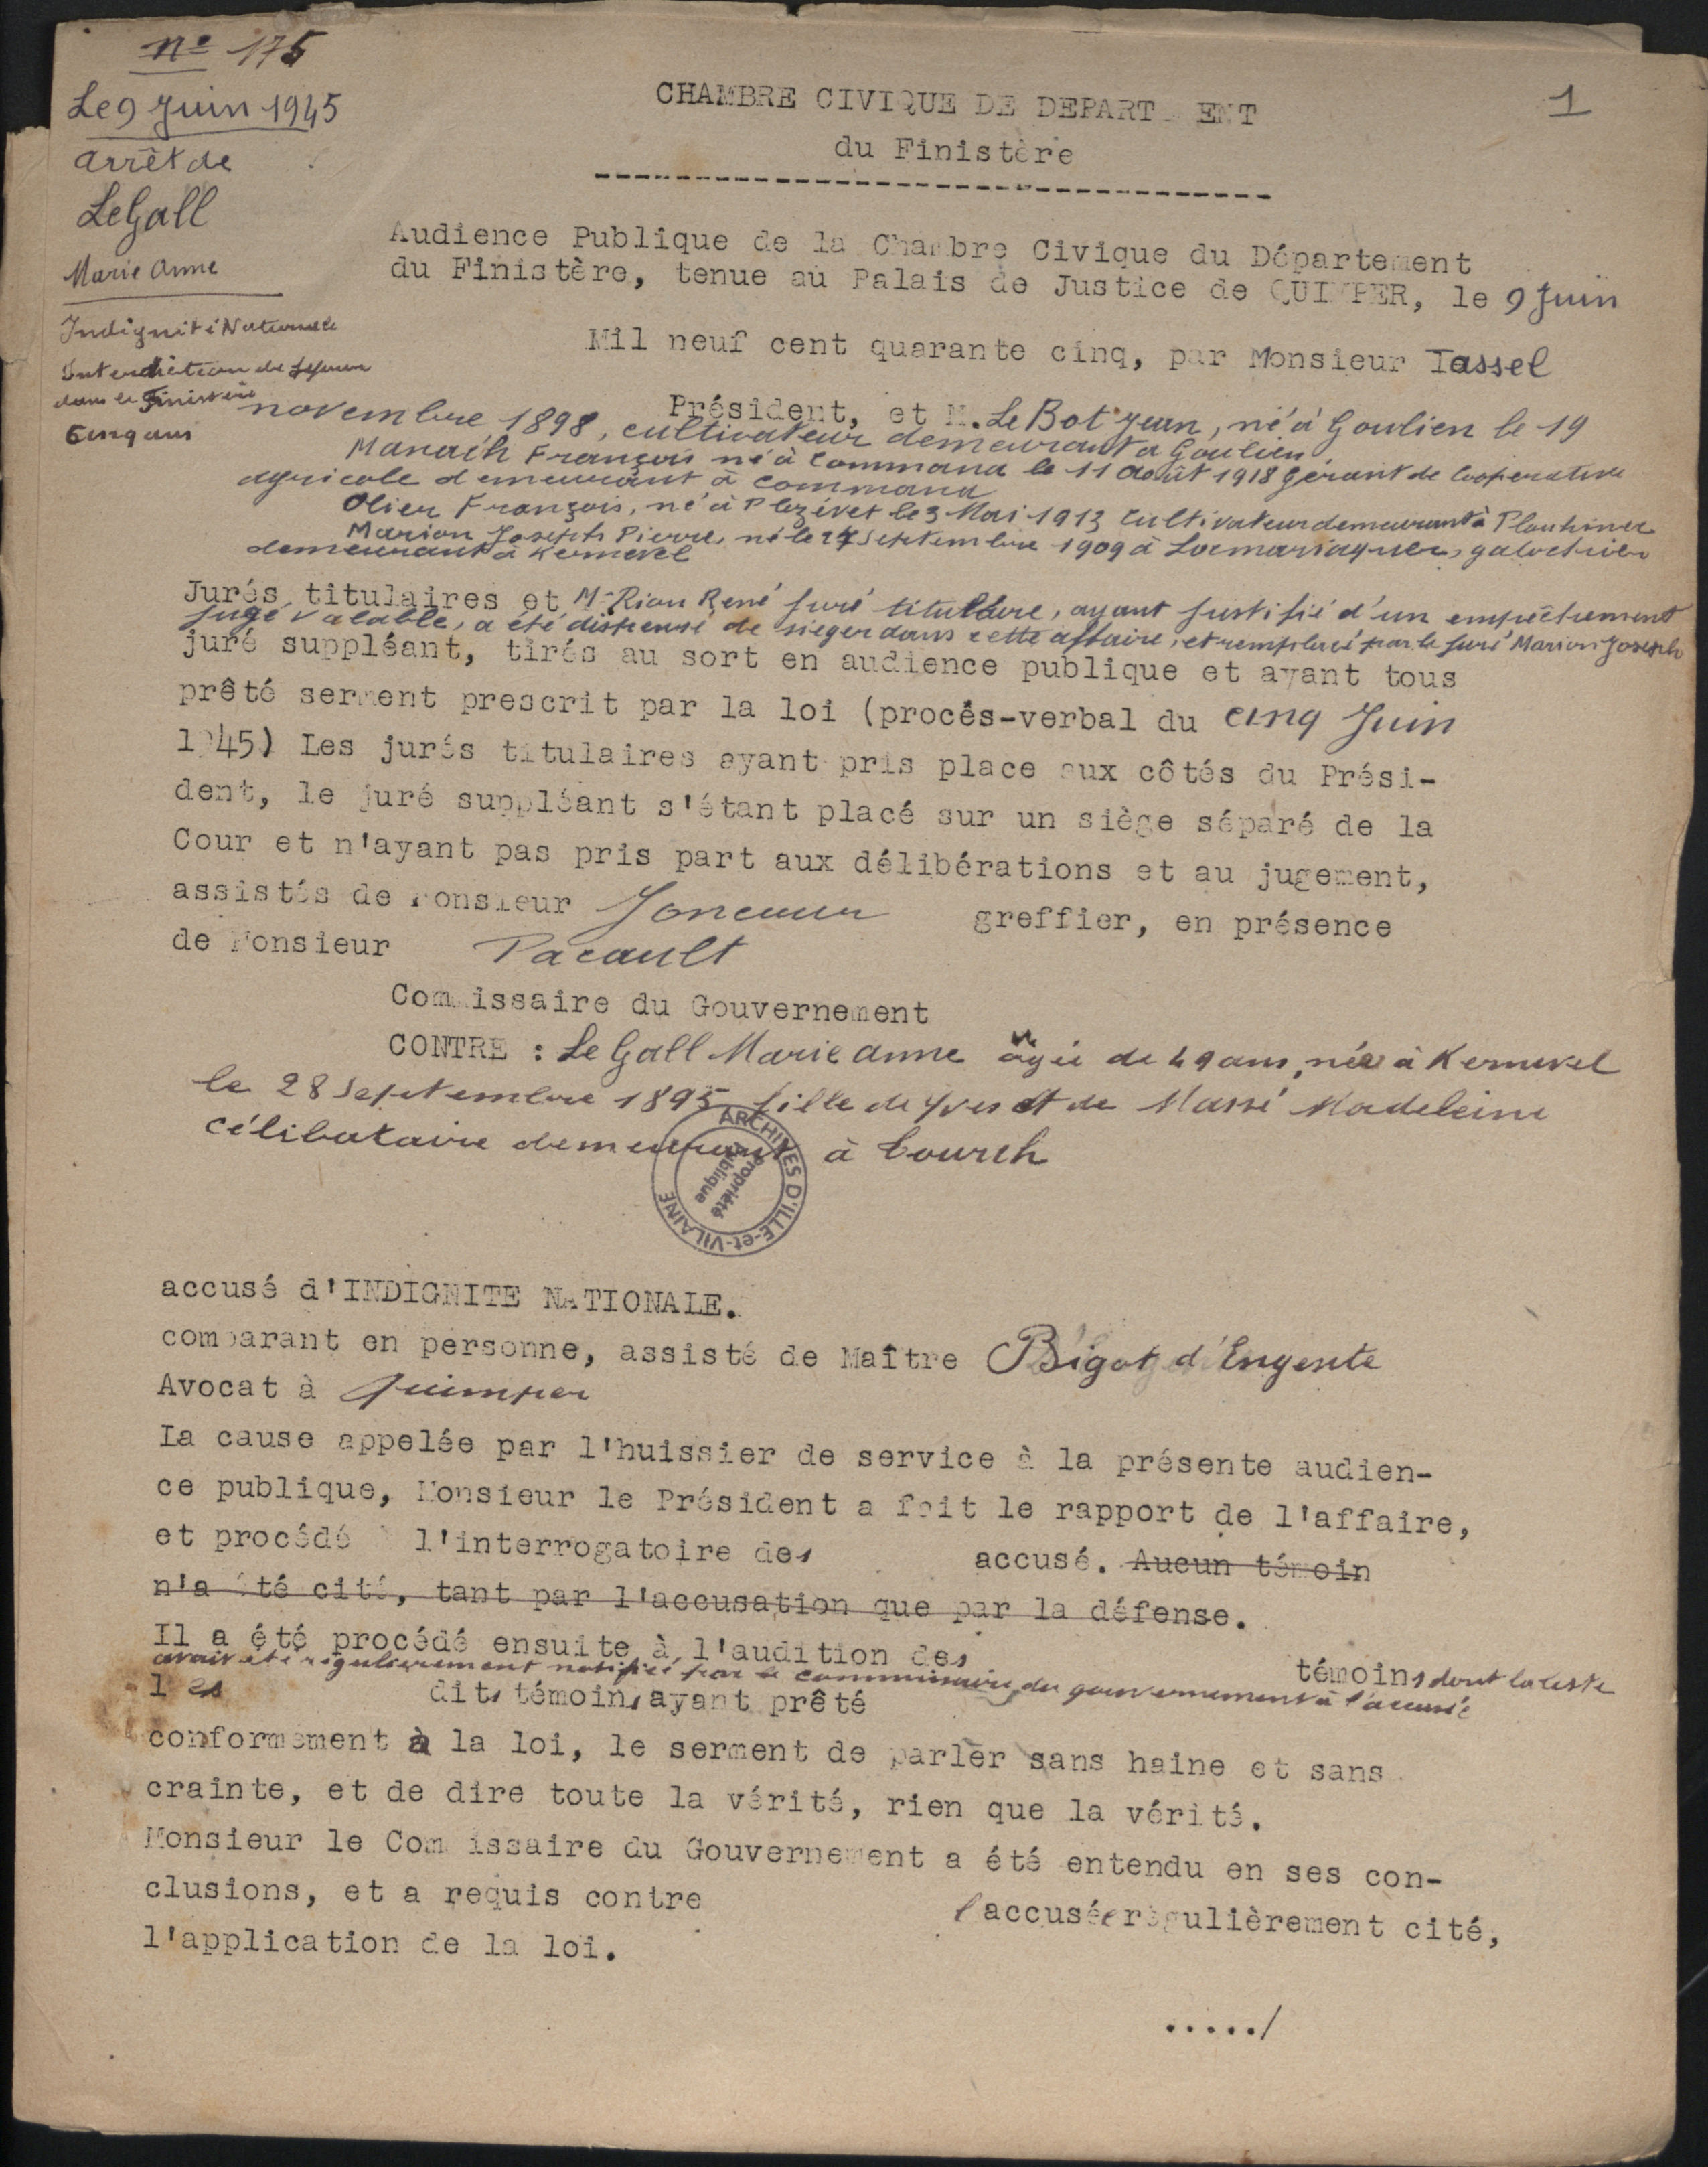 n° 175
Le 9 Juin 1945
arrêt de
Le Gall
Marie Anne
Indignité Nationale
Interdiction de séjour
dans le Finistère
Cinq ans
1
CHAMBRE CIVIQUE DE DEPART ENT
du Finistère
Audience Publique de la Chambre Civique du Département
du Finistère, tenue au Palais de Justice de QUIMPER, le 9 Juin
Mil neuf cent quarante cinq, par Monsieur Tassel
Président, et M. Le Bot Jean, né à Goulien le 19
novembre 1898, cultivateur demeurant à Goulien
Manach François né à Commana le 11 Août 1918 gérant de Coopérative
agricole demeurant à Commana
Olier François, né à Plozévet le 3 Mai 1913 cultivateur demeurant à Plouhinec
Marion Joseph Pierre, né le 27 Septembre 1909 à Locmariaquer, galochier
demeurant à Kernevel
Jurés titulaires et Mr Riou René juré titulaire, ayant justifié d'un empêchement
jugé valable, a été dispensé de sieger dans cette affaire, et remplacé par le juré Marion Joseph
juré suppléant, tirés au sort en audience publique et ayant tous
prêté serment prescrit par la loi (procès-verbal du cinq Juin
1945) Les jurés titulaires ayant pris place aux côtés du Prési-
dent, le juré suppléant s'étant placé sur un siège séparé de la
Cour et n'ayant pas pris part aux délibérations et au jugement,
assistés de Monsieur Joncour greffier, en présence
de Monsieur Pacault
Commissaire du Gouvernement
CONTRE : Le Gall Marie Anne âgée de 49 ans, née à Kernevel
le 28 Septembre 1895 fille de Yves et de Massé Madeleine
célibataire demeurant à Tourch
ARCHIVES D'ILLE-et-VILAINE
Propriété
Publique
accusé d'INDIGNITE NATIONALE.
comparant en personne, assisté de Maître Bigot d'Engente
Avocat à Quimper
La cause appelée par l'huissier de service à la présente audien-
ce publique, Monsieur le Président a fait le rapport de l'affaire,
et procédé à l'interrogatoire des accusé. Aucun témoin
n'a été cité, tant par l'accusation que par la défense.
Il a été procédé ensuite à l'audition des témoins dont la liste
avait été régulièrement notifiée par le commissaire du gouvernement à l'accusée
les dits témoins ayant prêté
conformément à la loi, le serment de parler sans haine et sans
crainte, et de dire toute la vérité, rien que la vérité.
Monsieur le Com issaire du Gouvernement a été entendu en ses con-
clusions, et a requis contre l'accusée régulièrement cité,
l'application de la loi.
...../